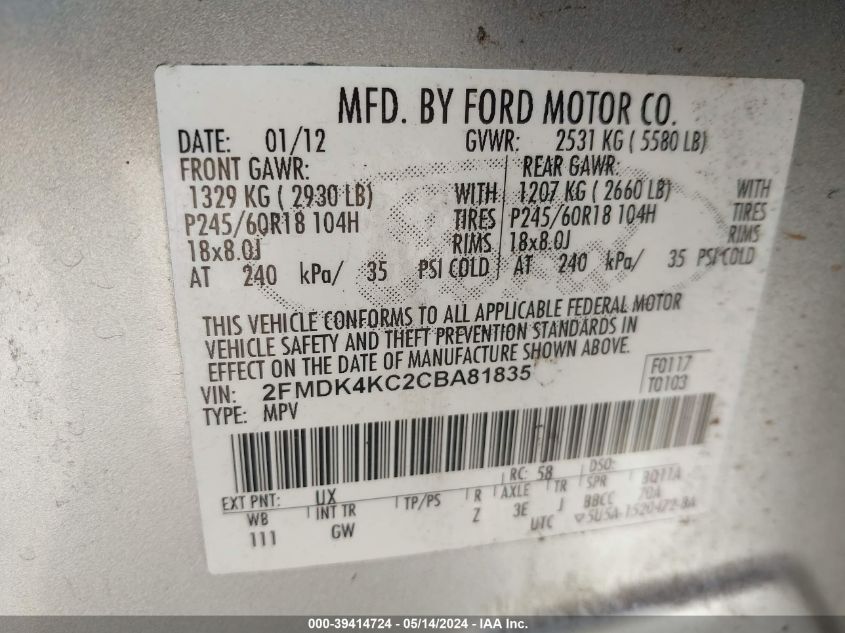 MFD. BY FORD MOTOR CO.
DATE: 01/12 GVWR: 2531 KG ( 5580 LB)
FRONT GAWR: REAR GAWR:
1329 KG ( 2930 LB) WITH 1207 KG ( 2660 LB) WITH
P245/60R18 104H TIRES P245/60R18 104H TIRES
18x8.0J RIMS 18x8.0J RIMS
AT 240 kPa/ 35 PSI COLD AT 240 kPa/ 35 PSI COLD
THIS VEHICLE CONFORMS TO ALL APPLICABLE FEDERAL MOTOR
VEHICLE SAFETY AND THEFT PREVENTION STANDARDS IN
EFFECT ON THE DATE OF MANUFACTURE SHOWN ABOVE.
VIN: 2FMDK4KC2CBA81835 F0117
TYPE: MPV T0103
EXT PNT: UX RC: 58 DSO:
WB INT TR TP/PS R AXLE TR SPR BQ11A
111 GW Z 3E J BBCC 70A
UTC 5U5A-1520472-BA
000-39414724 — 05/14/2024 — IAA Inc.